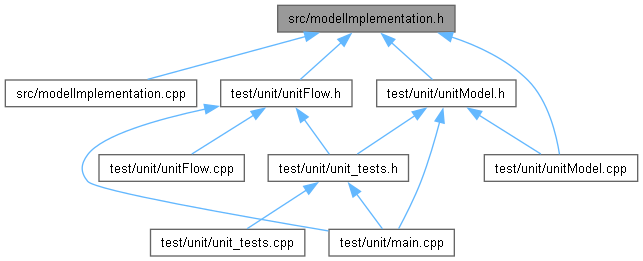 src/modelImplementation.h
src/modelImplementation.cpp
test/unit/unitFlow.h
test/unit/unitModel.h
test/unit/unitFlow.cpp
test/unit/unit_tests.h
test/unit/unitModel.cpp
test/unit/unit_tests.cpp
test/unit/main.cpp